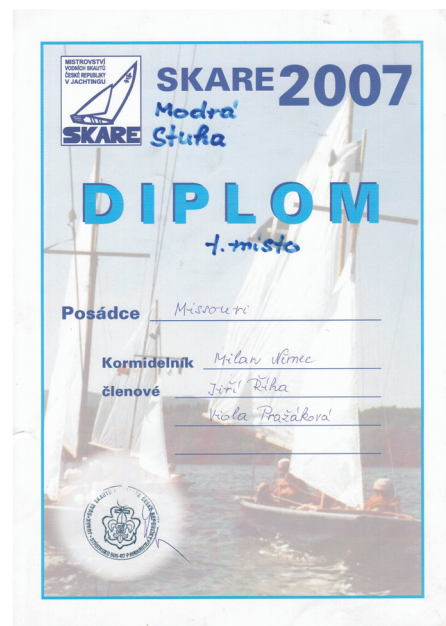 MISTROVSTVÍ
VODNÍCH SKAUTŮ
ČESKÉ REPUBLIKY
V JACHTINGU
SKARE
SKARE 2007
Modrá
Stuha
DIPLOM
1. místo
Posádce Missouri
Kormidelník Milan Němec
členové Jiří Říha
Viola Pražáková